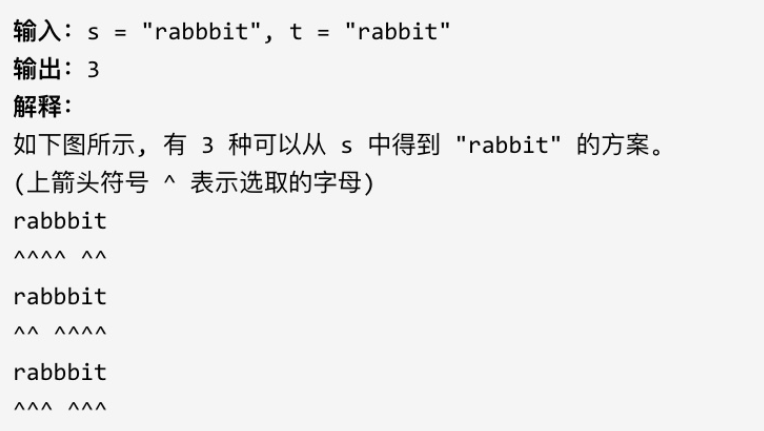 输入：s = "rabbbit", t = "rabbit"
输出：3
解释：
如下图所示, 有 3 种可以从 s 中得到 "rabbit" 的方案。
(上箭头符号 ^ 表示选取的字母)
rabbbit
^^^^ ^^
rabbbit
^^ ^^^^
rabbbit
^^^ ^^^